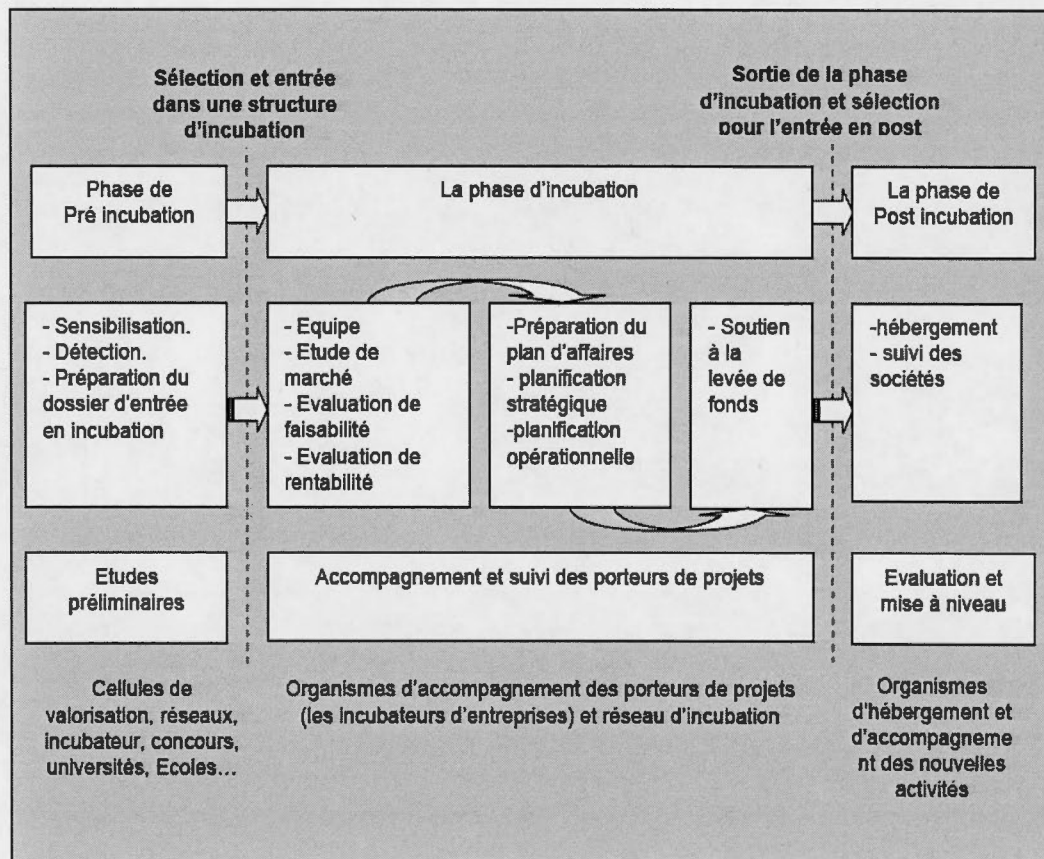 Sélection et entrée
dans une structure
d'incubation
Sortie de la phase
d'incubation et sélection
pour l'entrée en post
Phase de
Pré incubation
La phase d'incubation
La phase de
Post incubation
- Sensibilisation.
- Détection.
- Préparation du
dossier d'entrée
en incubation
- Equipe
- Etude de
marché
- Evaluation de
faisabilité
- Evaluation de
rentabilité
-Préparation du
plan d'affaires
- planification
stratégique
-planification
opérationnelle
- Soutien
à la
levée de
fonds
-hébergement
- suivi des
sociétés
Etudes
préliminaires
Accompagnement et suivi des porteurs de projets
Evaluation et
mise à niveau
Cellules de
valorisation, réseaux,
incubateur, concours,
universités, Ecoles...
Organismes d'accompagnement des porteurs de projets
(les incubateurs d'entreprises) et réseau d'incubation
Organismes
d'hébergement et
d'accompagneme
nt des nouvelles
activités